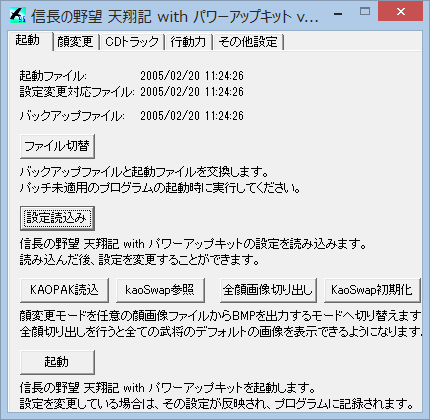 信長の野望 天翔記 with パワーアップキット v...
起動 顔変更 CDトラック 行動力 その他設定
起動ファイル: 2005/02/20 11:24:26
設定変更対応ファイル: 2005/02/20 11:24:26
バックアップファイル: 2005/02/20 11:24:26
ファイル切替
バックアップファイルと起動ファイルを交換します。
パッチ未適用のプログラムの起動時に実行してください。
設定読込み
信長の野望 天翔記 with パワーアップキットの設定を読み込みます。
読み込んだ後、設定を変更することができます。
KAOPAK読込 kaoSwap参照 全顔画像切り出し KaoSwap初期化
顔変更モードを任意の顔画像ファイルからBMPを出力するモードへ切り替えます
全顔切り出しを行うと全ての武将のデフォルトの画像を表示できるようになります.
起動
信長の野望 天翔記 with パワーアップキットを起動します。
設定を変更している場合は、その設定が反映され、プログラムに記録されます。